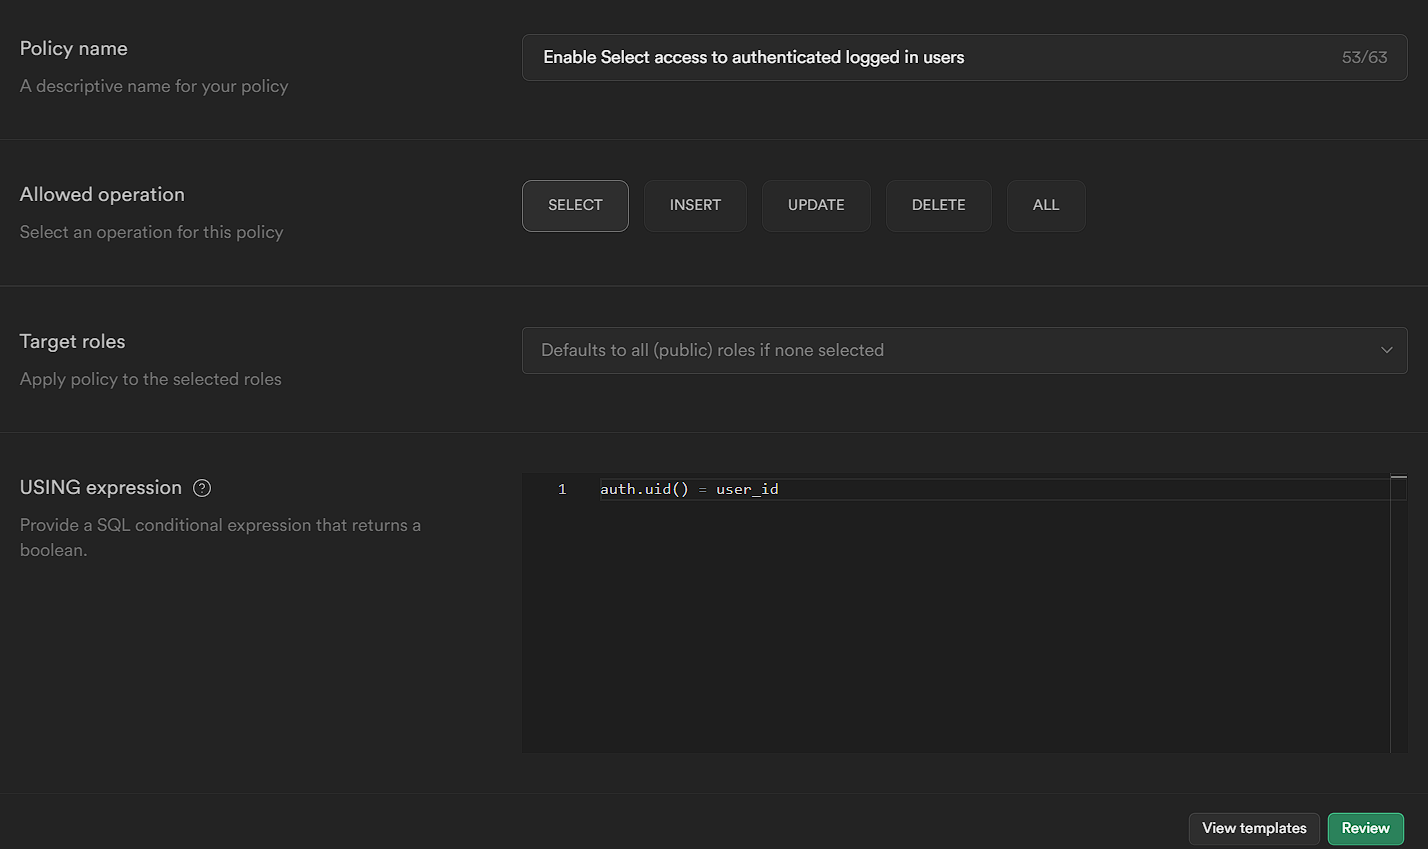 Policy name
A descriptive name for your policy
Enable Select access to authenticated logged in users 53/63
Allowed operation
Select an operation for this policy
SELECT INSERT UPDATE DELETE ALL
Target roles
Apply policy to the selected roles
Defaults to all (public) roles if none selected
USING expression ?
Provide a SQL conditional expression that returns a
boolean.
1 auth.uid() = user_id
View templates Review